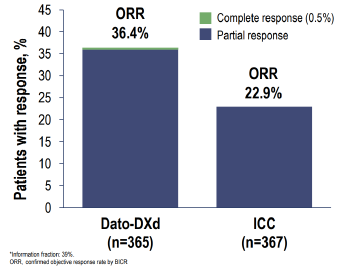 45
40
35
30
25
20
15
10
5
0
Patients with response, %
ORR
36.4%
ORR
22.9%
Complete response (0.5%)
Partial response
Dato-DXd
(n=365)
ICC
(n=367)
*Information fraction: 39%.
ORR, confirmed objective response rate by BICR